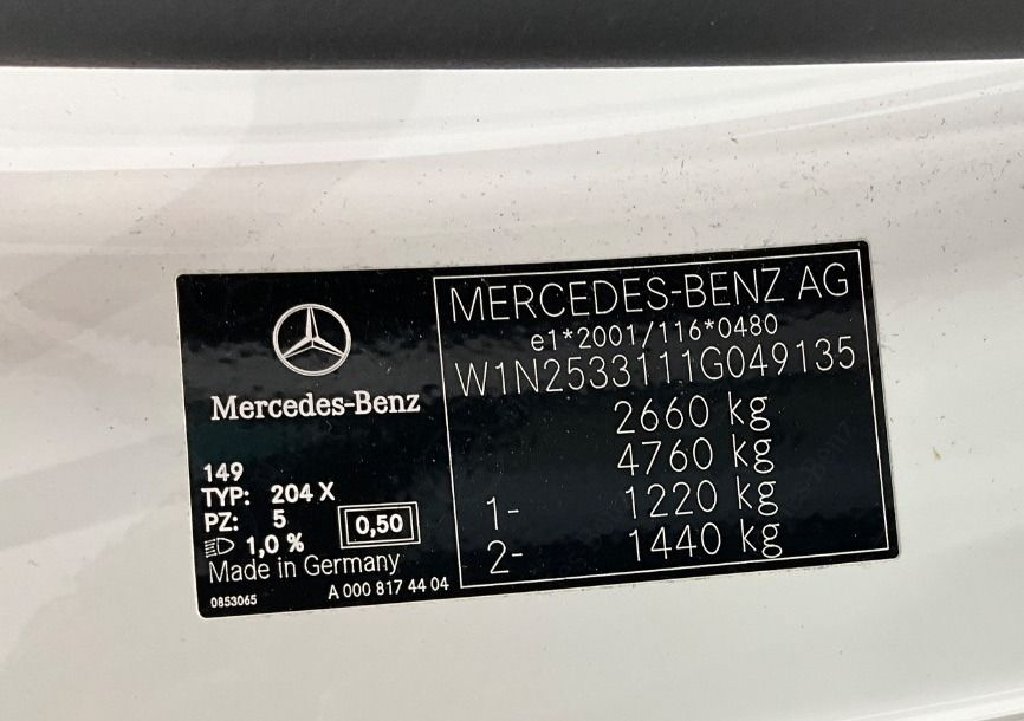 Mercedes-Benz
149
TYP: 204 X
PZ: 5
0,50
1,0 %
Made in Germany
0853065
A 000 817 44 04
MERCEDES-BENZ AG
e1*2001/116*0480
W1N2533111G049135
2660 kg
4760 kg
1- 1220 kg
2- 1440 kg